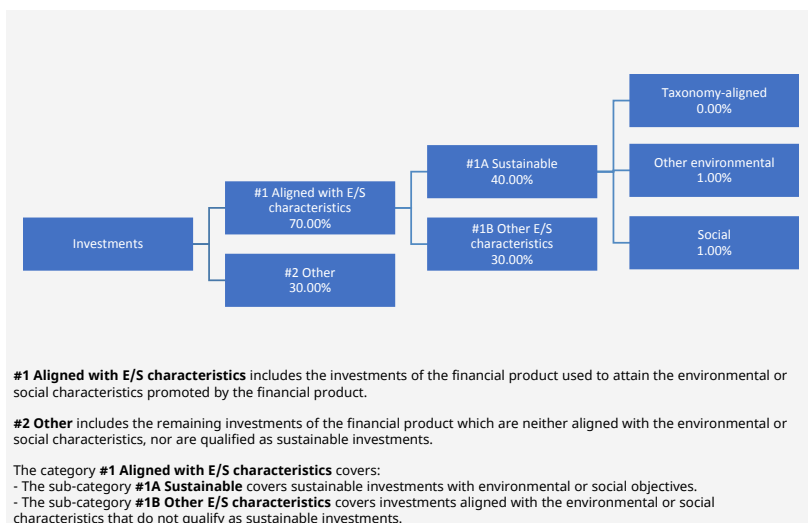 Taxonomy-aligned
0.00%
#1A Sustainable
40.00%
Other environmental
1.00%
#1 Aligned with E/S
characteristics
70.00%
Investments
#1B Other E/S
characteristics
30.00%
Social
1.00%
#2 Other
30.00%
#1 Aligned with E/S characteristics includes the investments of the financial product used to attain the environmental or
social characteristics promoted by the financial product.
#2 Other includes the remaining investments of the financial product which are neither aligned with the environmental or
social characteristics, nor are qualified as sustainable investments.
The category #1 Aligned with E/S characteristics covers:
- The sub-category #1A Sustainable covers sustainable investments with environmental or social objectives.
- The sub-category #1B Other E/S characteristics covers investments aligned with the environmental or social
characteristics that do not qualify as sustainable investments.